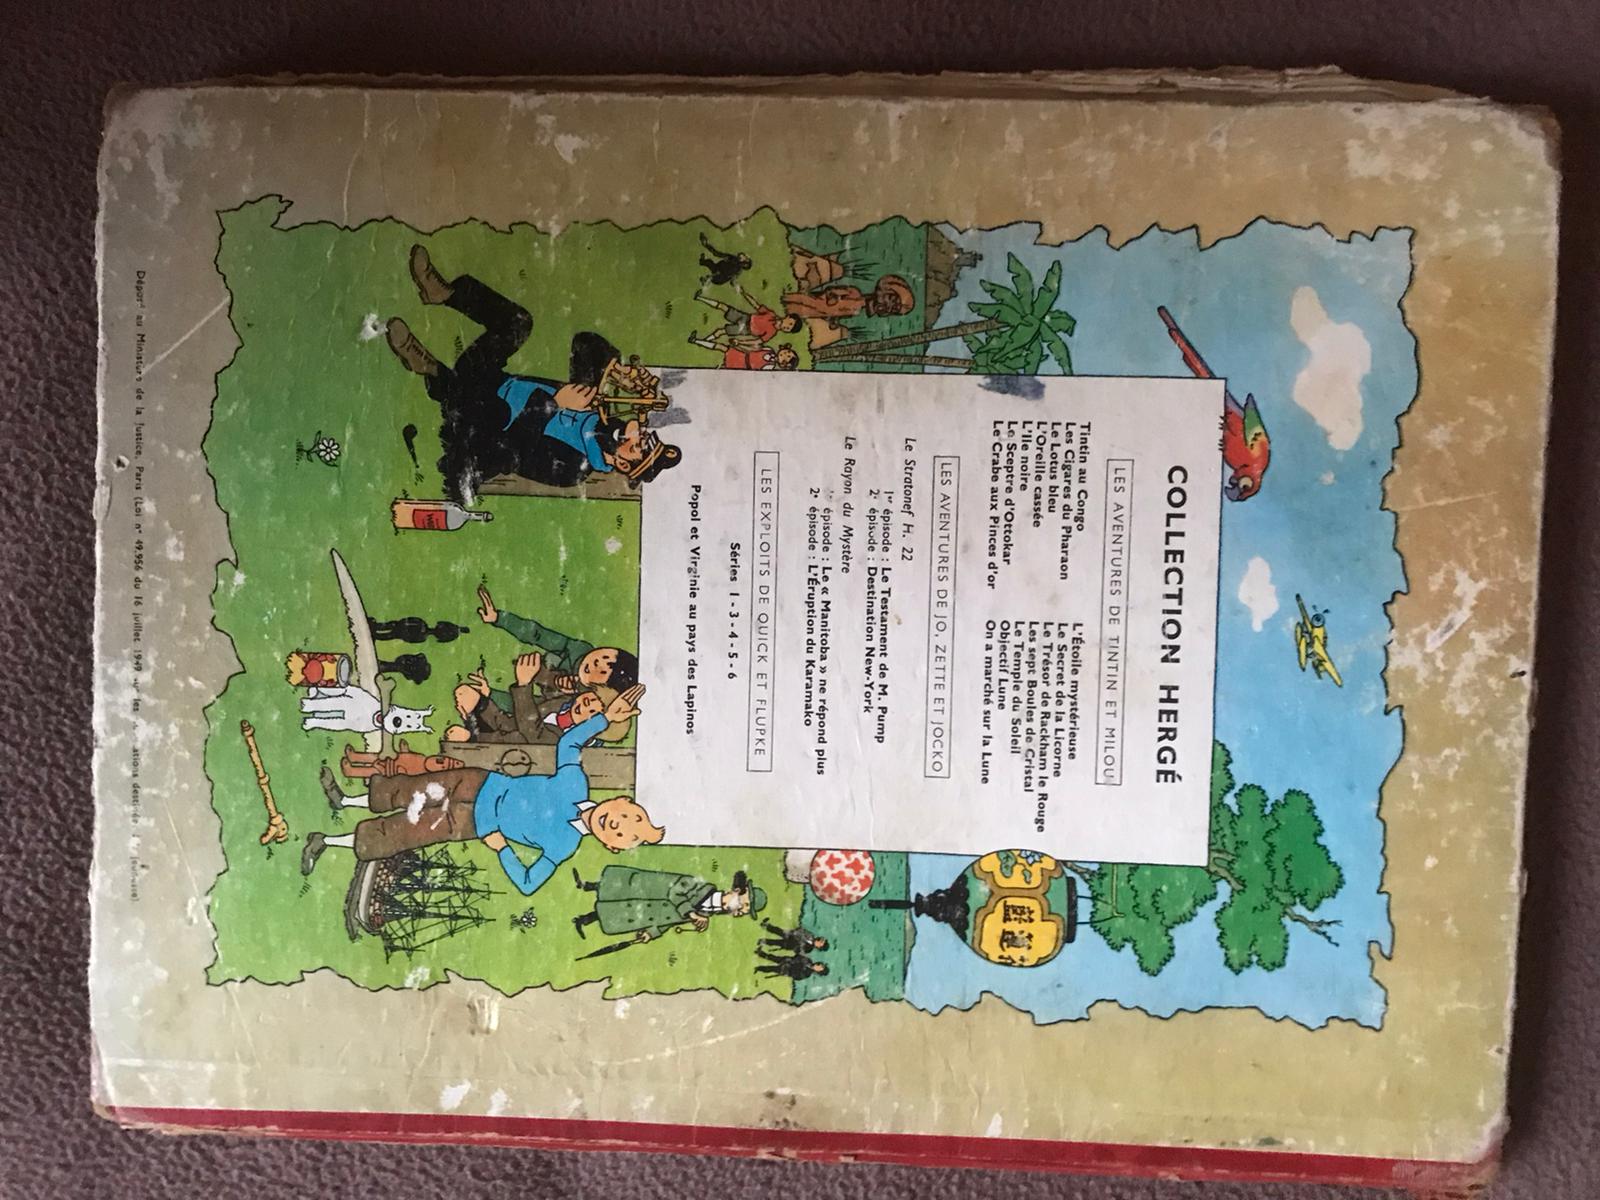 COLLECTION HERGÉ
LES AVENTURES DE TINTIN ET MILOU
Tintin au Congo
Les Cigares du Pharaon
Le Lotus bleu
L'Oreille cassée
L'Ile noire
Le Sceptre d'Ottokar
Le Crabe aux Pinces d'or
L'Étoile mystérieuse
Le Secret de la Licorne
Le Trésor de Rackham le Rouge
Les sept Boules de Cristal
Le Temple du Soleil
Objectif Lune
On a marché sur la Lune
LES AVENTURES DE JO, ZETTE ET JOCKO
Le Stratonef H. 22
1er épisode : Le Testament de M. Pump
2e épisode : Destination New-York
Le Rayon du Mystère
1er épisode : Le « Manitoba » ne répond plus
2e épisode : L'Éruption du Karamako
LES EXPLOITS DE QUICK ET FLUPKE
Séries 1 - 3 - 4 - 5 - 6
Popol et Virginie au pays des Lapinos
au Ministère de la Justice, Paris (Loi n° 49.956 du 16 juillet 1949 sur les